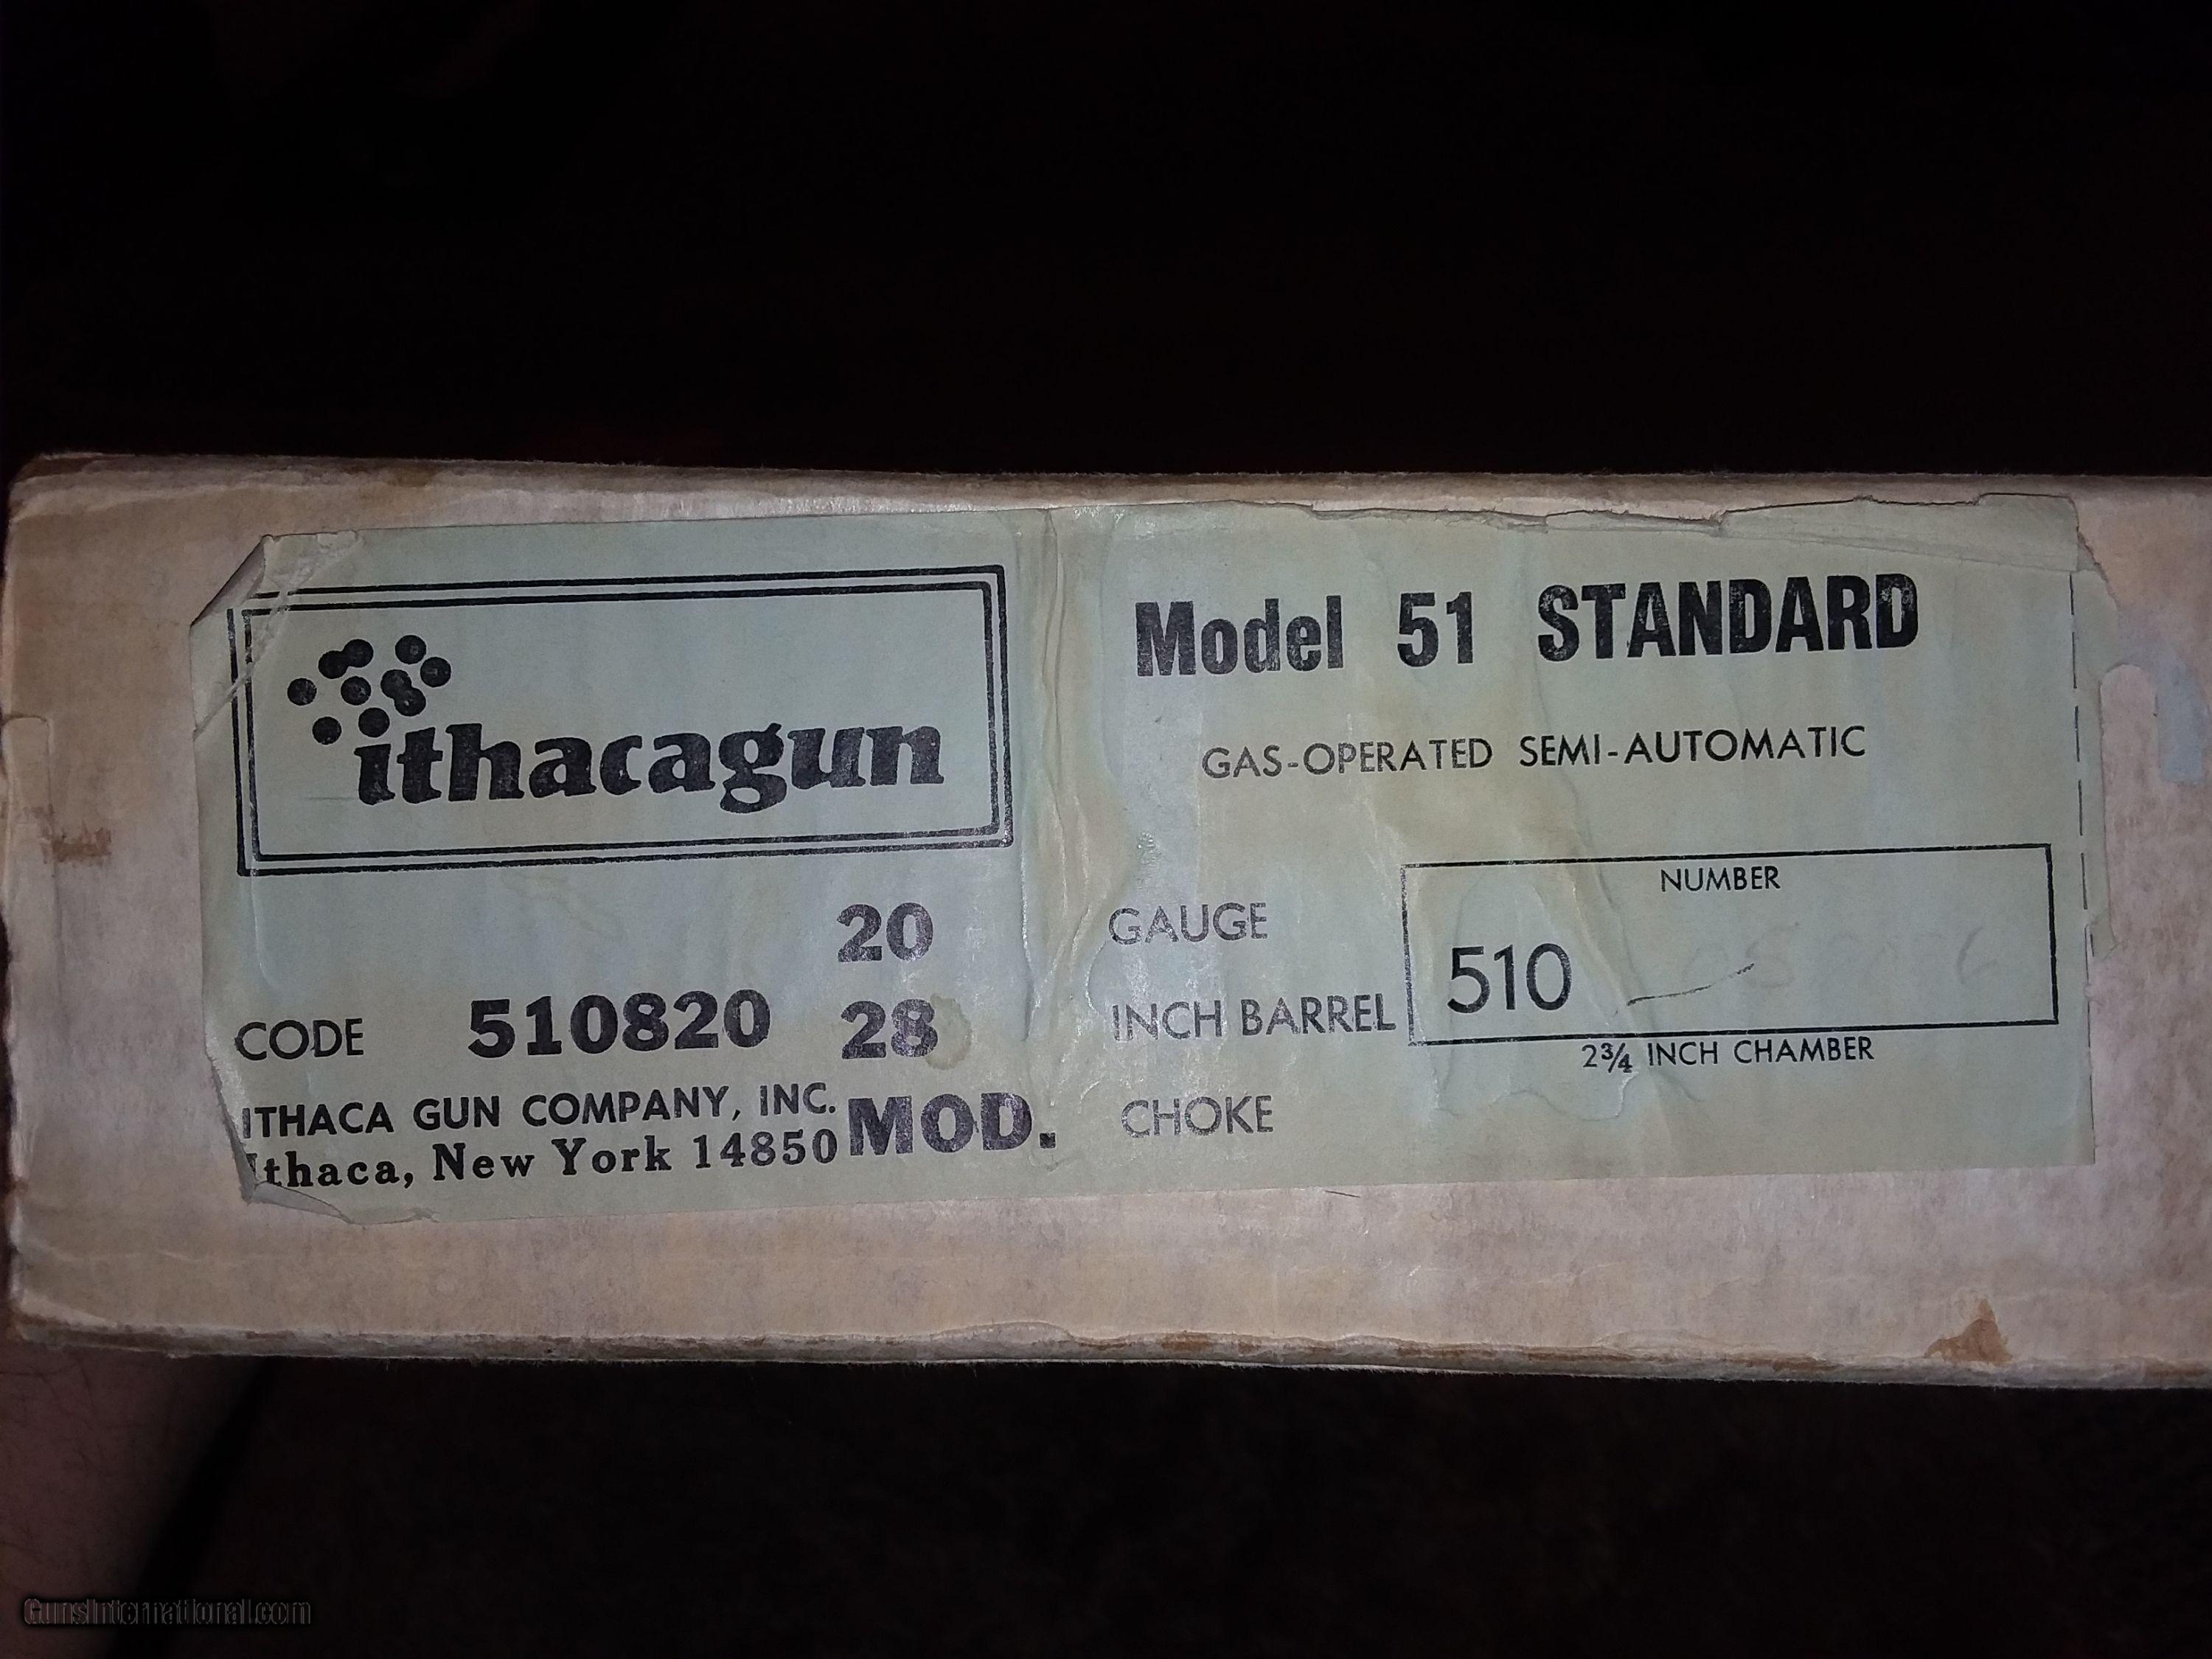 ithacagun
Model 51 STANDARD
GAS-OPERATED SEMI-AUTOMATIC
20 GAUGE
CODE 510820 28 INCH BARREL
ITHACA GUN COMPANY, INC.
Ithaca, New York 14850
MOD. CHOKE
NUMBER
510
2¾ INCH CHAMBER
GunsInternational.com